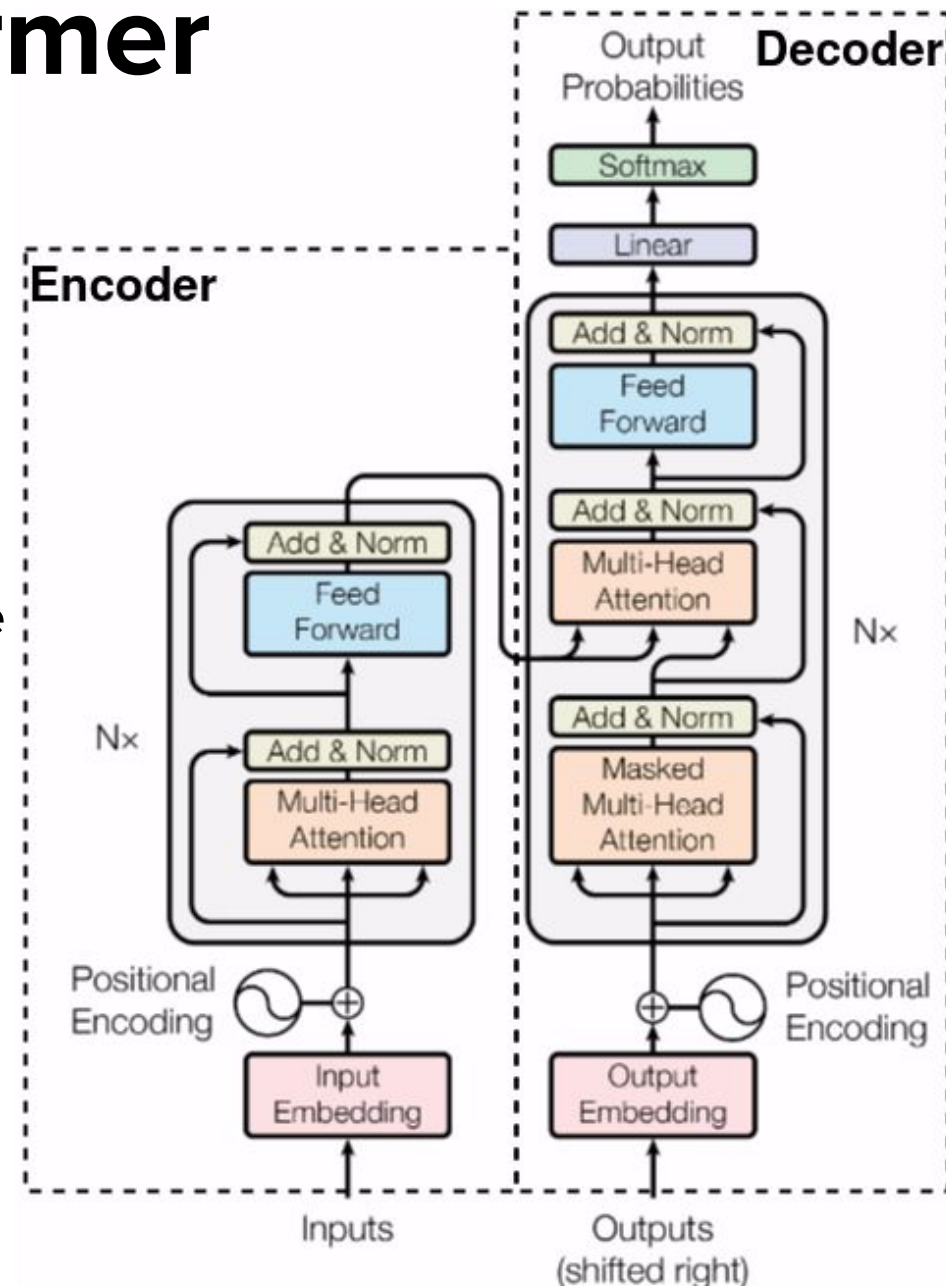 rmer
Output
Probabilities
Decoder
Softmax
Linear
Encoder
Add & Norm
Feed
Forward
Add & Norm
Multi-Head
Attention
Nx
Add & Norm
Masked
Multi-Head
Attention
Add & Norm
Feed
Forward
e
Nx
Add & Norm
Multi-Head
Attention
Positional
Encoding
Input
Embedding
Positional
Encoding
Output
Embedding
Inputs
Outputs
(shifted right)